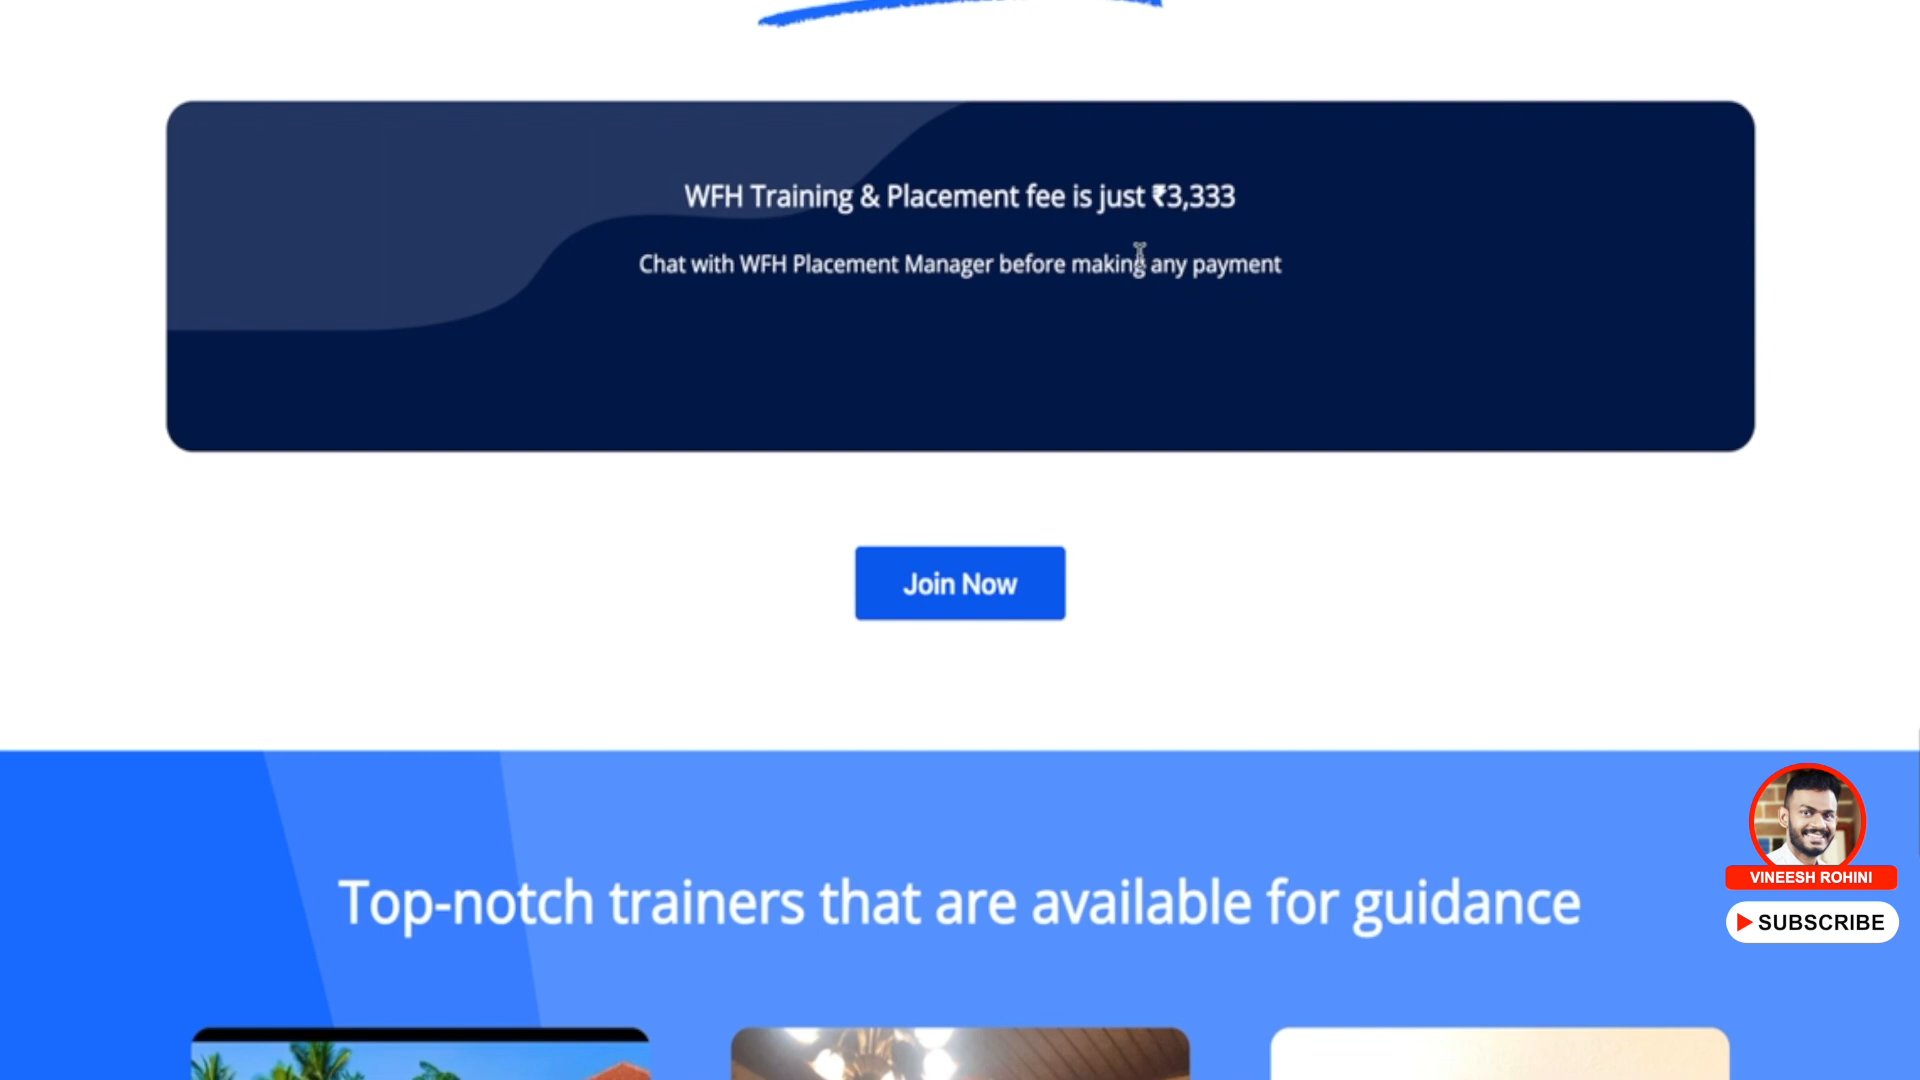 WFH Training & Placement fee is just ₹3,333
Chat with WFH Placement Manager before making any payment
Join Now
Top-notch trainers that are available for guidance
VINEESH ROHINI
SUBSCRIBE